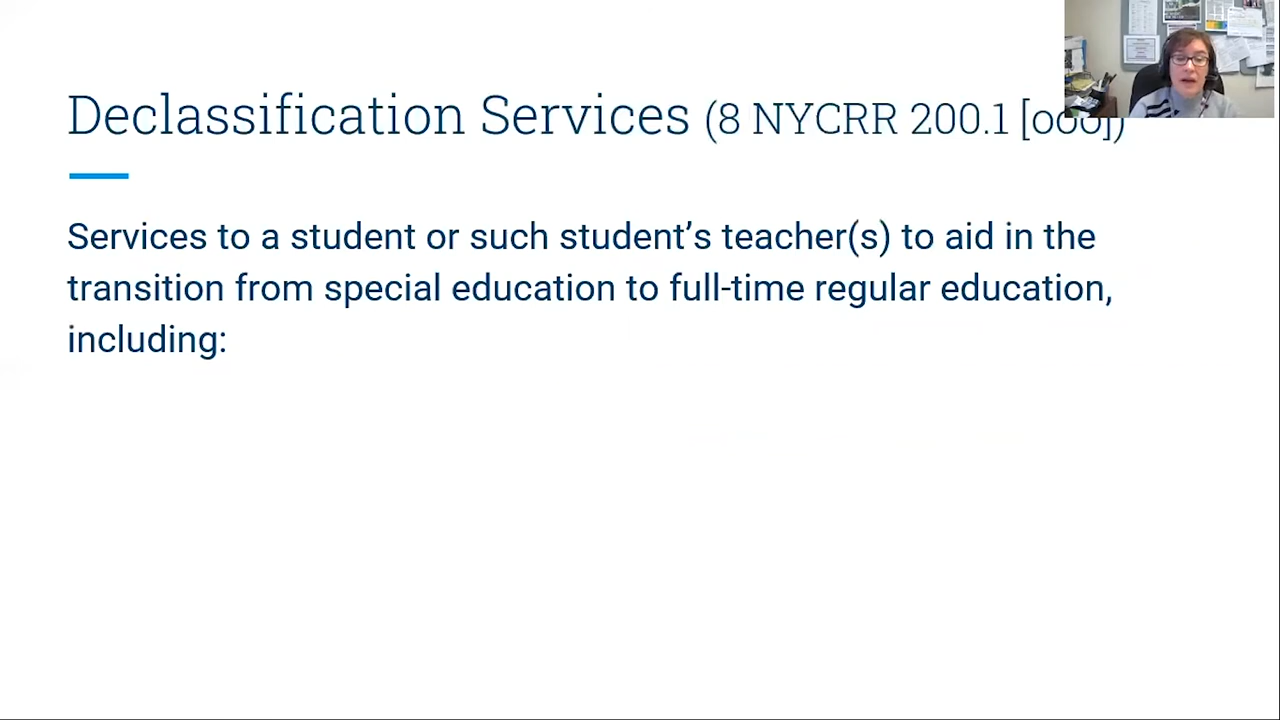 Declassification Services (8 NYCRR 200.1 [ooo])
Services to a student or such student’s teacher(s) to aid in the
transition from special education to full-time regular education,
including: